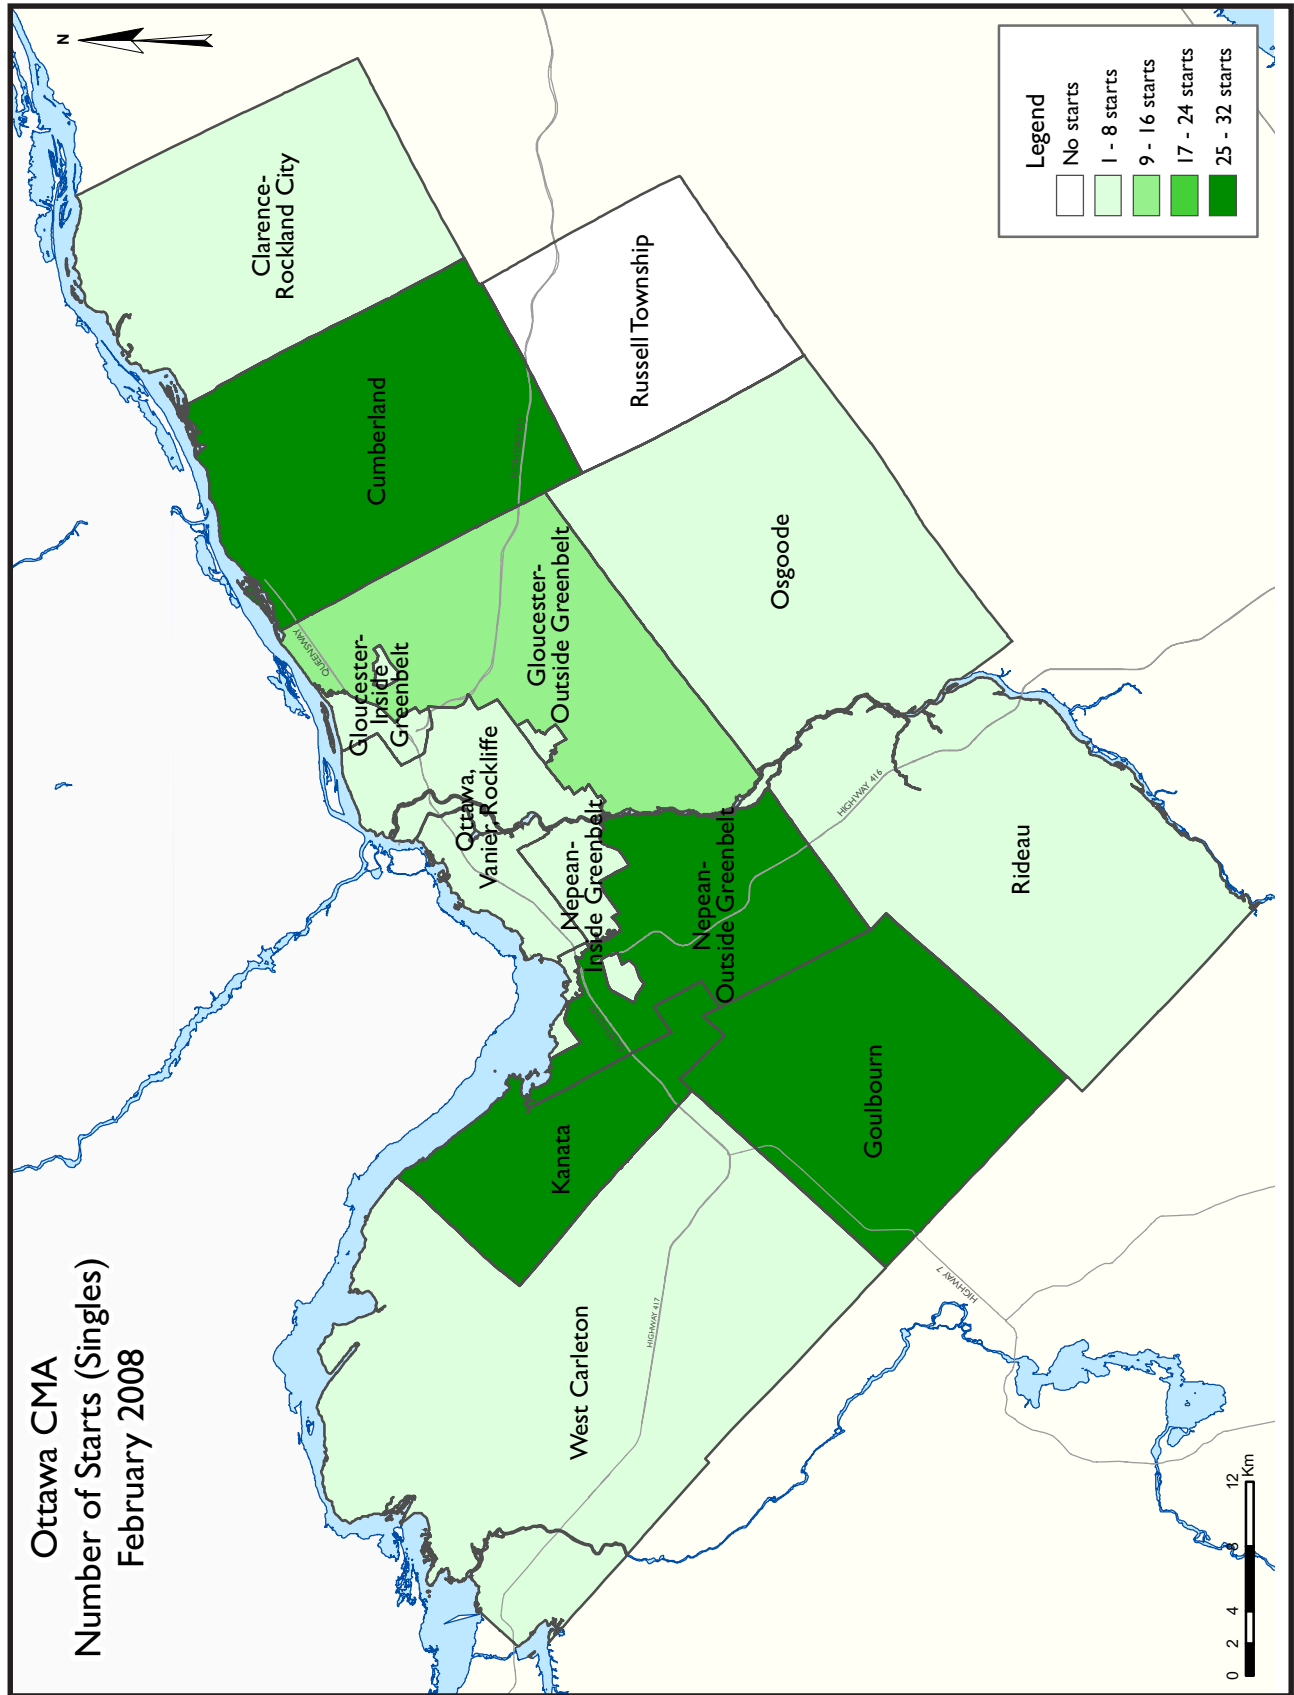 Ottawa CMA
Number of Starts (Singles)
February 2008
N
Clarence-
Rockland City
Cumberland
Russell Township
Gloucester-
Inside
Greenbelt
Gloucester-
Outside Greenbelt
Osgoode
Ottawa,
Vanier, Rockliffe
Nepean-
Inside Greenbelt
Nepean-
Outside Greenbelt
Rideau
Kanata
Goulbourn
West Carleton
QUEENSWAY
HIGHWAY 416
HIGHWAY 417
HIGHWAY 7
Legend
No starts
1 - 8 starts
9 - 16 starts
17 - 24 starts
25 - 32 starts
0 2 4 8 12
Km